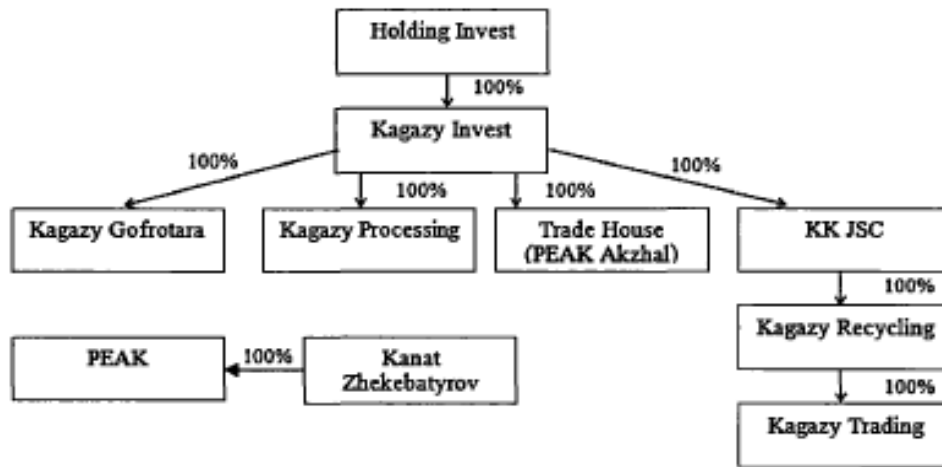 Holding Invest
100%
Kagazy Invest
100%
100%
100%
100%
Kagazy Gofrotara
Kagazy Processing
Trade House
(PEAK Akzhal)
KK JSC
100%
Kagazy Recycling
PEAK
100%
Kanat
Zhekebatyrov
100%
Kagazy Trading